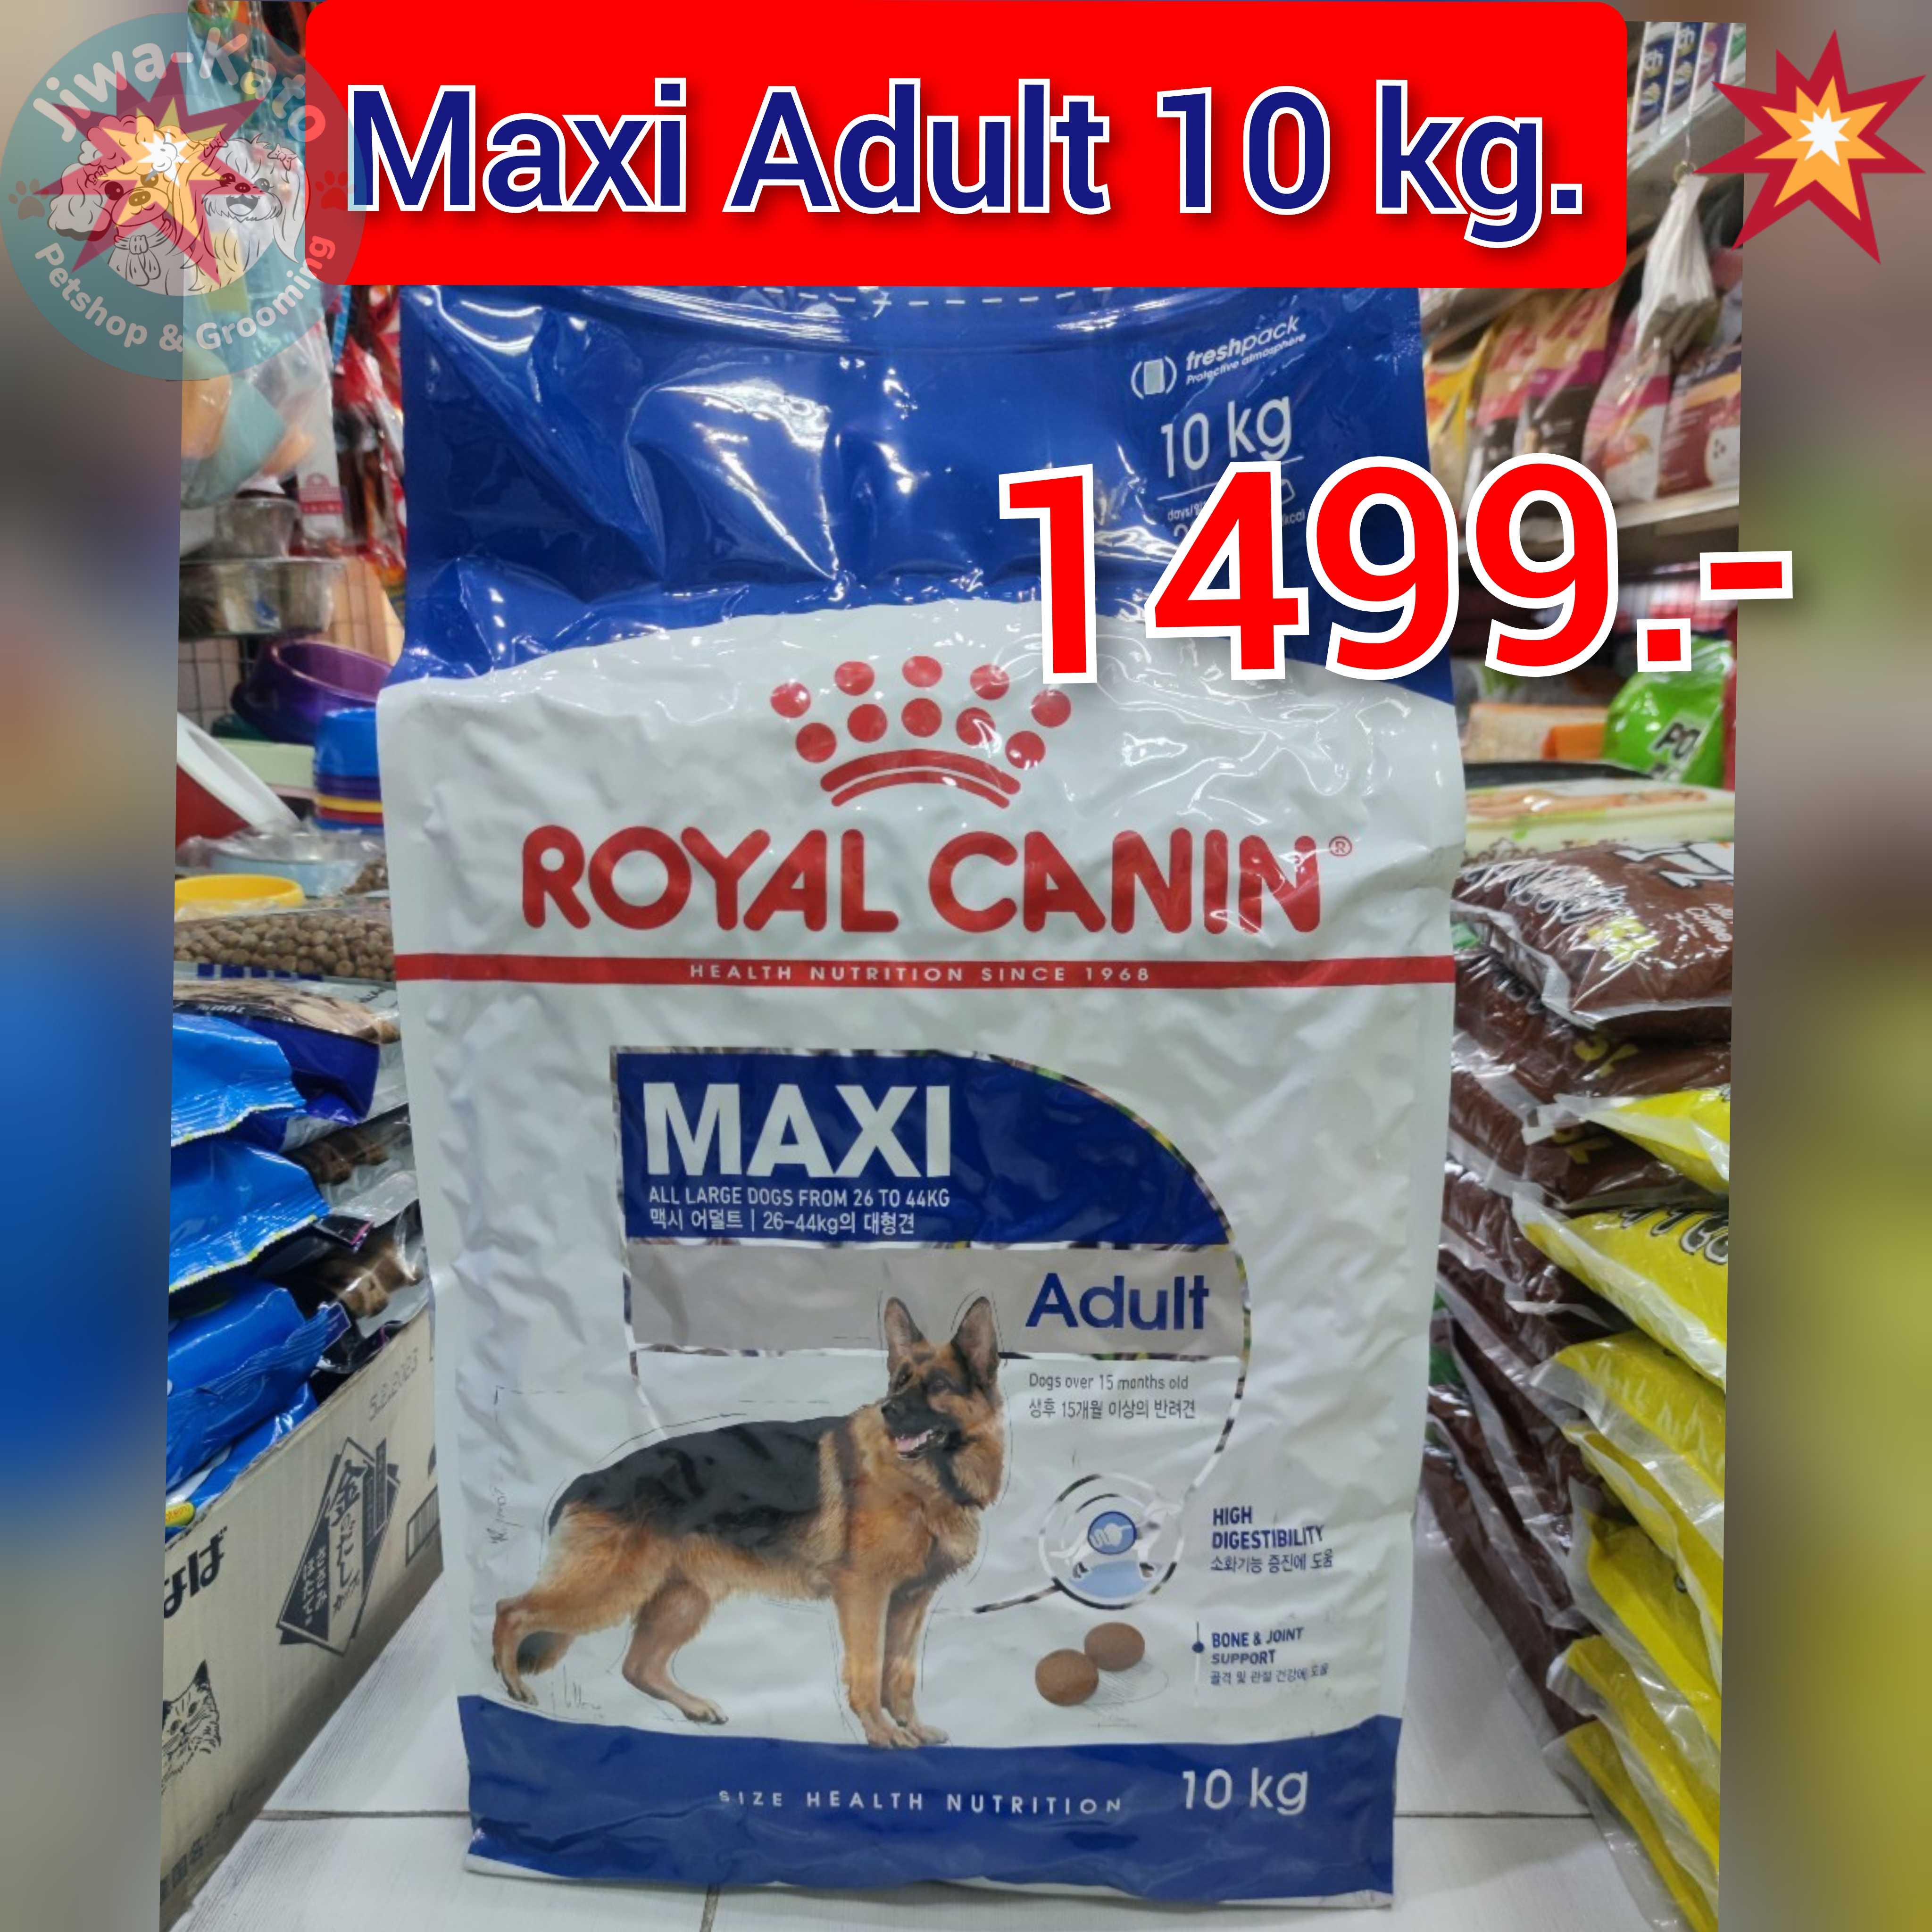 Jiwa-Kato
Petshop & Grooming
Maxi Adult 10 kg.
freshpack
Protective atmosphere
10 kg
1499.-
ROYAL CANIN®
HEALTH NUTRITION SINCE 1968
MAXI
ALL LARGE DOGS FROM 26 TO 44KG
맥시 어덜트 | 26-44kg의 대형견
Adult
Dogs over 15 months old
생후 15개월 이상의 반려견
HIGH
DIGESTIBILITY
소화기능 증진에 도움
BONE & JOINT
SUPPORT
골격 및 관절 건강에 도움
SIZE HEALTH NUTRITION
10 kg